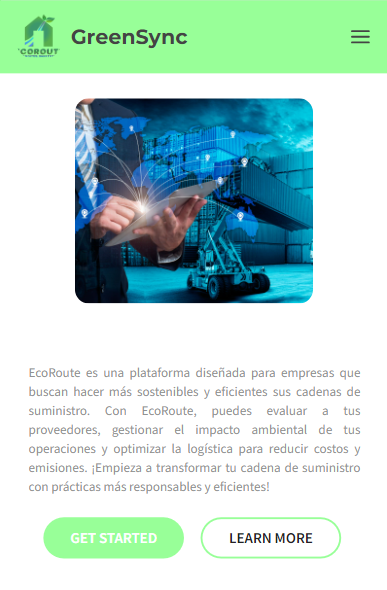 GreenSync
EcoRoute es una plataforma diseñada para empresas que
buscan hacer más sostenibles y eficientes sus cadenas de
suministro. Con EcoRoute, puedes evaluar a tus
proveedores, gestionar el impacto ambiental de tus
operaciones y optimizar la logística para reducir costos y
emisiones. ¡Empieza a transformar tu cadena de suministro
con prácticas más responsables y eficientes!
GET STARTED
LEARN MORE